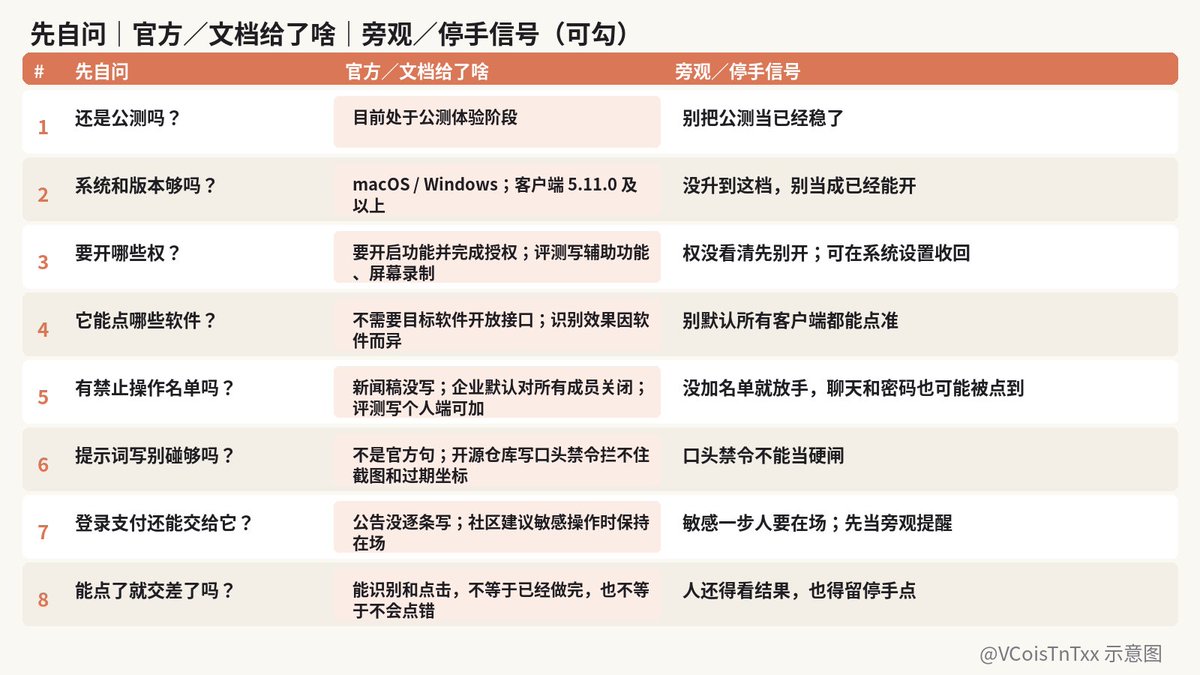 先自问｜官方／文档给了啥｜旁观／停手信号（可勾）
# 先自问 官方／文档给了啥 旁观／停手信号
1 还是公测吗？ 目前处于公测体验阶段 别把公测当已经稳了
2 系统和版本够吗？ macOS / Windows；客户端 5.11.0 及 没升到这档，别当成已经能开
以上
3 要开哪些权？ 要开启功能并完成授权；评测写辅助功能 权没看清先别开；可在系统设置收回
、屏幕录制
4 它能点哪些软件？ 不需要目标软件开放接口；识别效果因软 别默认所有客户端都能点准
件而异
5 有禁止操作名单吗？ 新闻稿没写；企业默认对所有成员关闭； 没加名单就放手，聊天和密码也可能被点到
评测写个人端可加
6 提示词写别碰够吗？ 不是官方句；开源仓库写口头禁令拦不住 口头禁令不能当硬闸
截图和过期坐标
7 登录支付还能交给它？ 公告没逐条写；社区建议敏感操作时保持 敏感一步人要在场；先当旁观提醒
在场
8 能点了就交差了吗？ 能识别和点击，不等于已经做完，也不等 人还得看结果，也得留停手点
于不会点错
@VCoisTnTxx 示意图